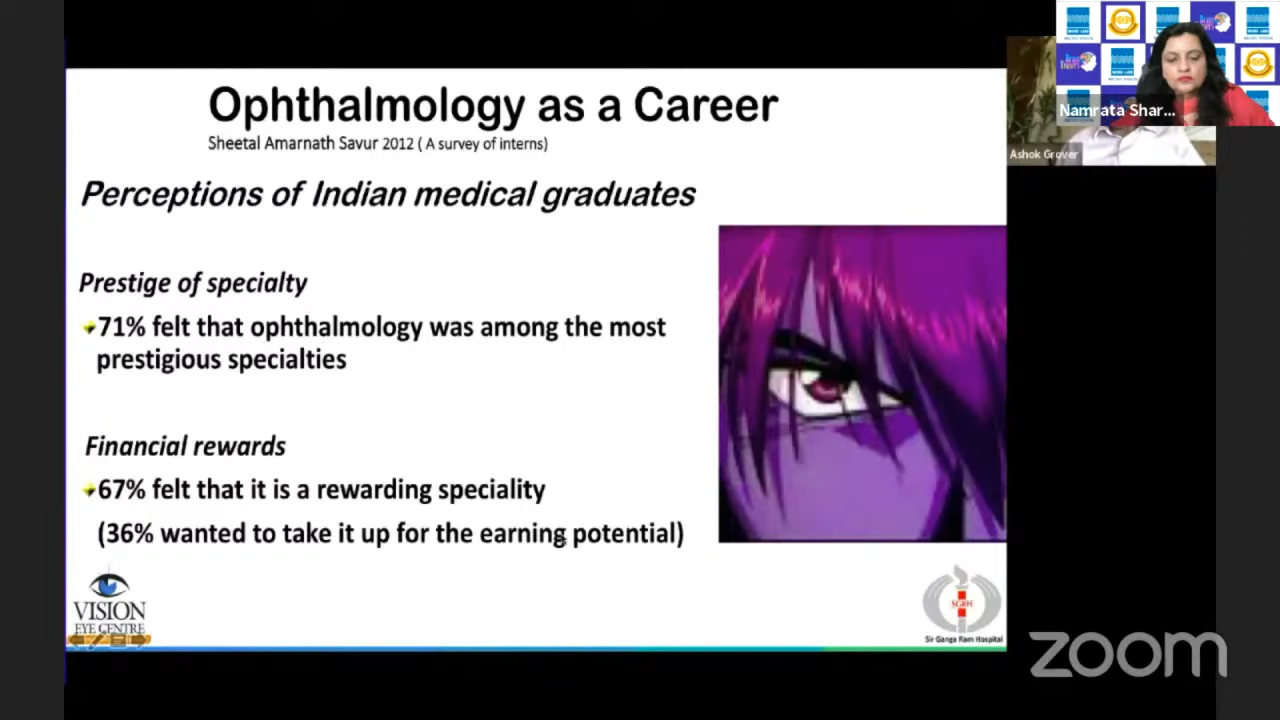 Ophthalmology as a Career
Sheetal Amarnath Savur 2012 ( A survey of interns)
Perceptions of Indian medical graduates
Prestige of specialty
71% felt that ophthalmology was among the most
prestigious specialties
Financial rewards
67% felt that it is a rewarding speciality
(36% wanted to take it up for the earning potential)
VISION
EYE CENTRE
SGRH
Sir Ganga Ram Hospital
Namrata Shar...
Ashok Grover
zoom